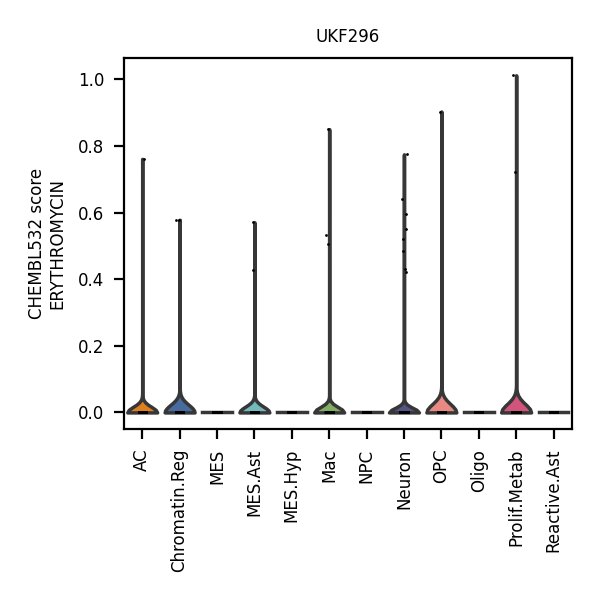 UKF296
CHEMBL532 score
ERYTHROMYCIN
1.0
0.8
0.6
0.4
0.2
0.0
AC
Chromatin.Reg
MES
MES.Ast
MES.Hyp
Mac
NPC
Neuron
OPC
Oligo
Prolif.Metab
Reactive.Ast